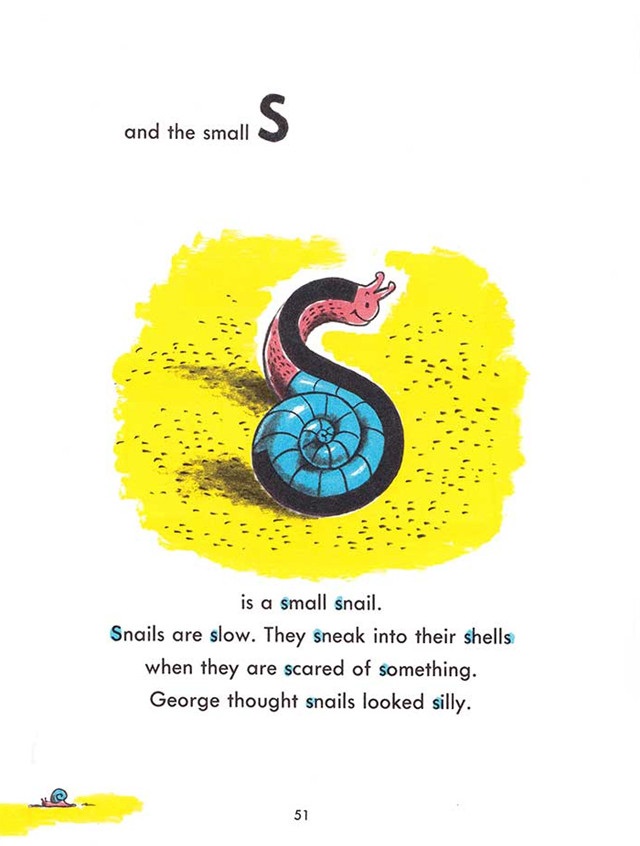 and the small s
is a small snail.
Snails are slow. They sneak into their shells
when they are scared of something.
George thought snails looked silly.
51